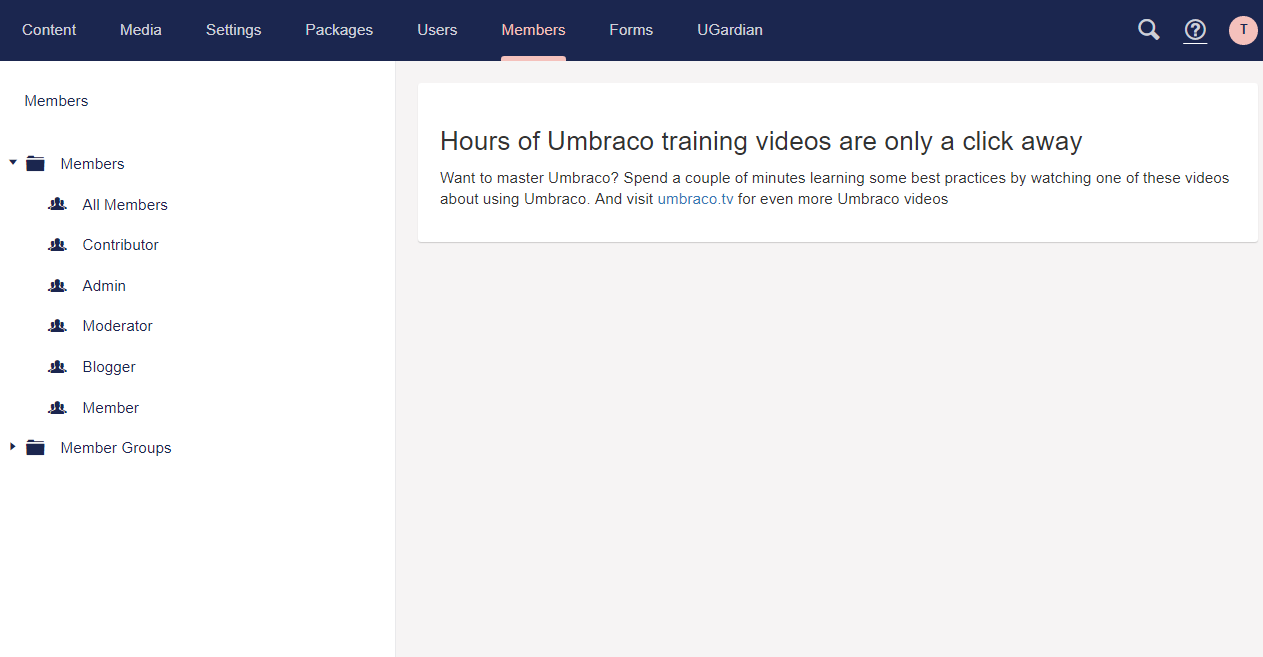 Content Media Settings Packages Users Members Forms UGardian T
Members
Members
All Members
Contributor
Admin
Moderator
Blogger
Member
Member Groups
Hours of Umbraco training videos are only a click away
Want to master Umbraco? Spend a couple of minutes learning some best practices by watching one of these videos
about using Umbraco. And visit umbraco.tv for even more Umbraco videos